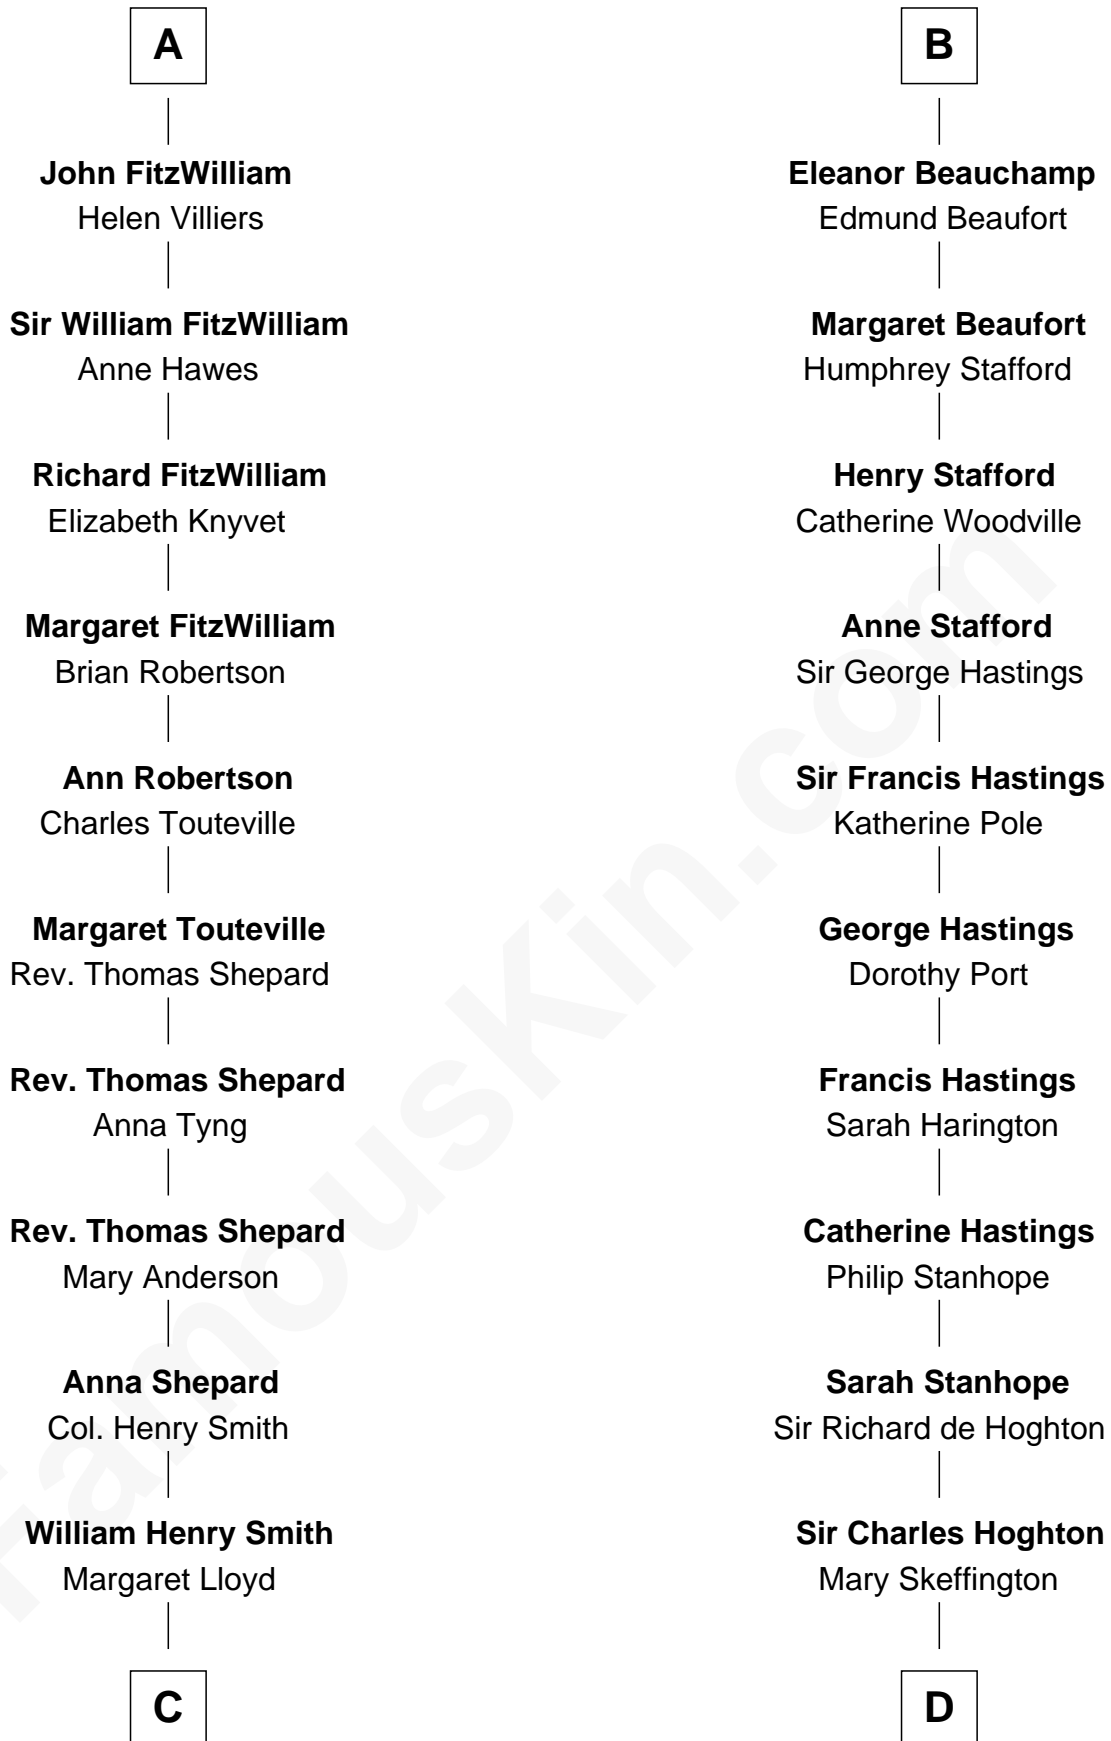 A
John FitzWilliam
Helen Villiers
Sir William FitzWilliam
Anne Hawes
Richard FitzWilliam
Elizabeth Knyvet
Margaret FitzWilliam
Brian Robertson
Ann Robertson
Charles Touteville
Margaret Touteville
Rev. Thomas Shepard
Rev. Thomas Shepard
Anna Tyng
Rev. Thomas Shepard
Mary Anderson
Anna Shepard
Col. Henry Smith
William Henry Smith
Margaret Lloyd
C
B
Eleanor Beauchamp
Edmund Beaufort
Margaret Beaufort
Humphrey Stafford
Henry Stafford
Catherine Woodville
Anne Stafford
Sir George Hastings
Sir Francis Hastings
Katherine Pole
George Hastings
Dorothy Port
Francis Hastings
Sarah Harington
Catherine Hastings
Philip Stanhope
Sarah Stanhope
Sir Richard de Hoghton
Sir Charles Hoghton
Mary Skeffington
D
FamousKin.com